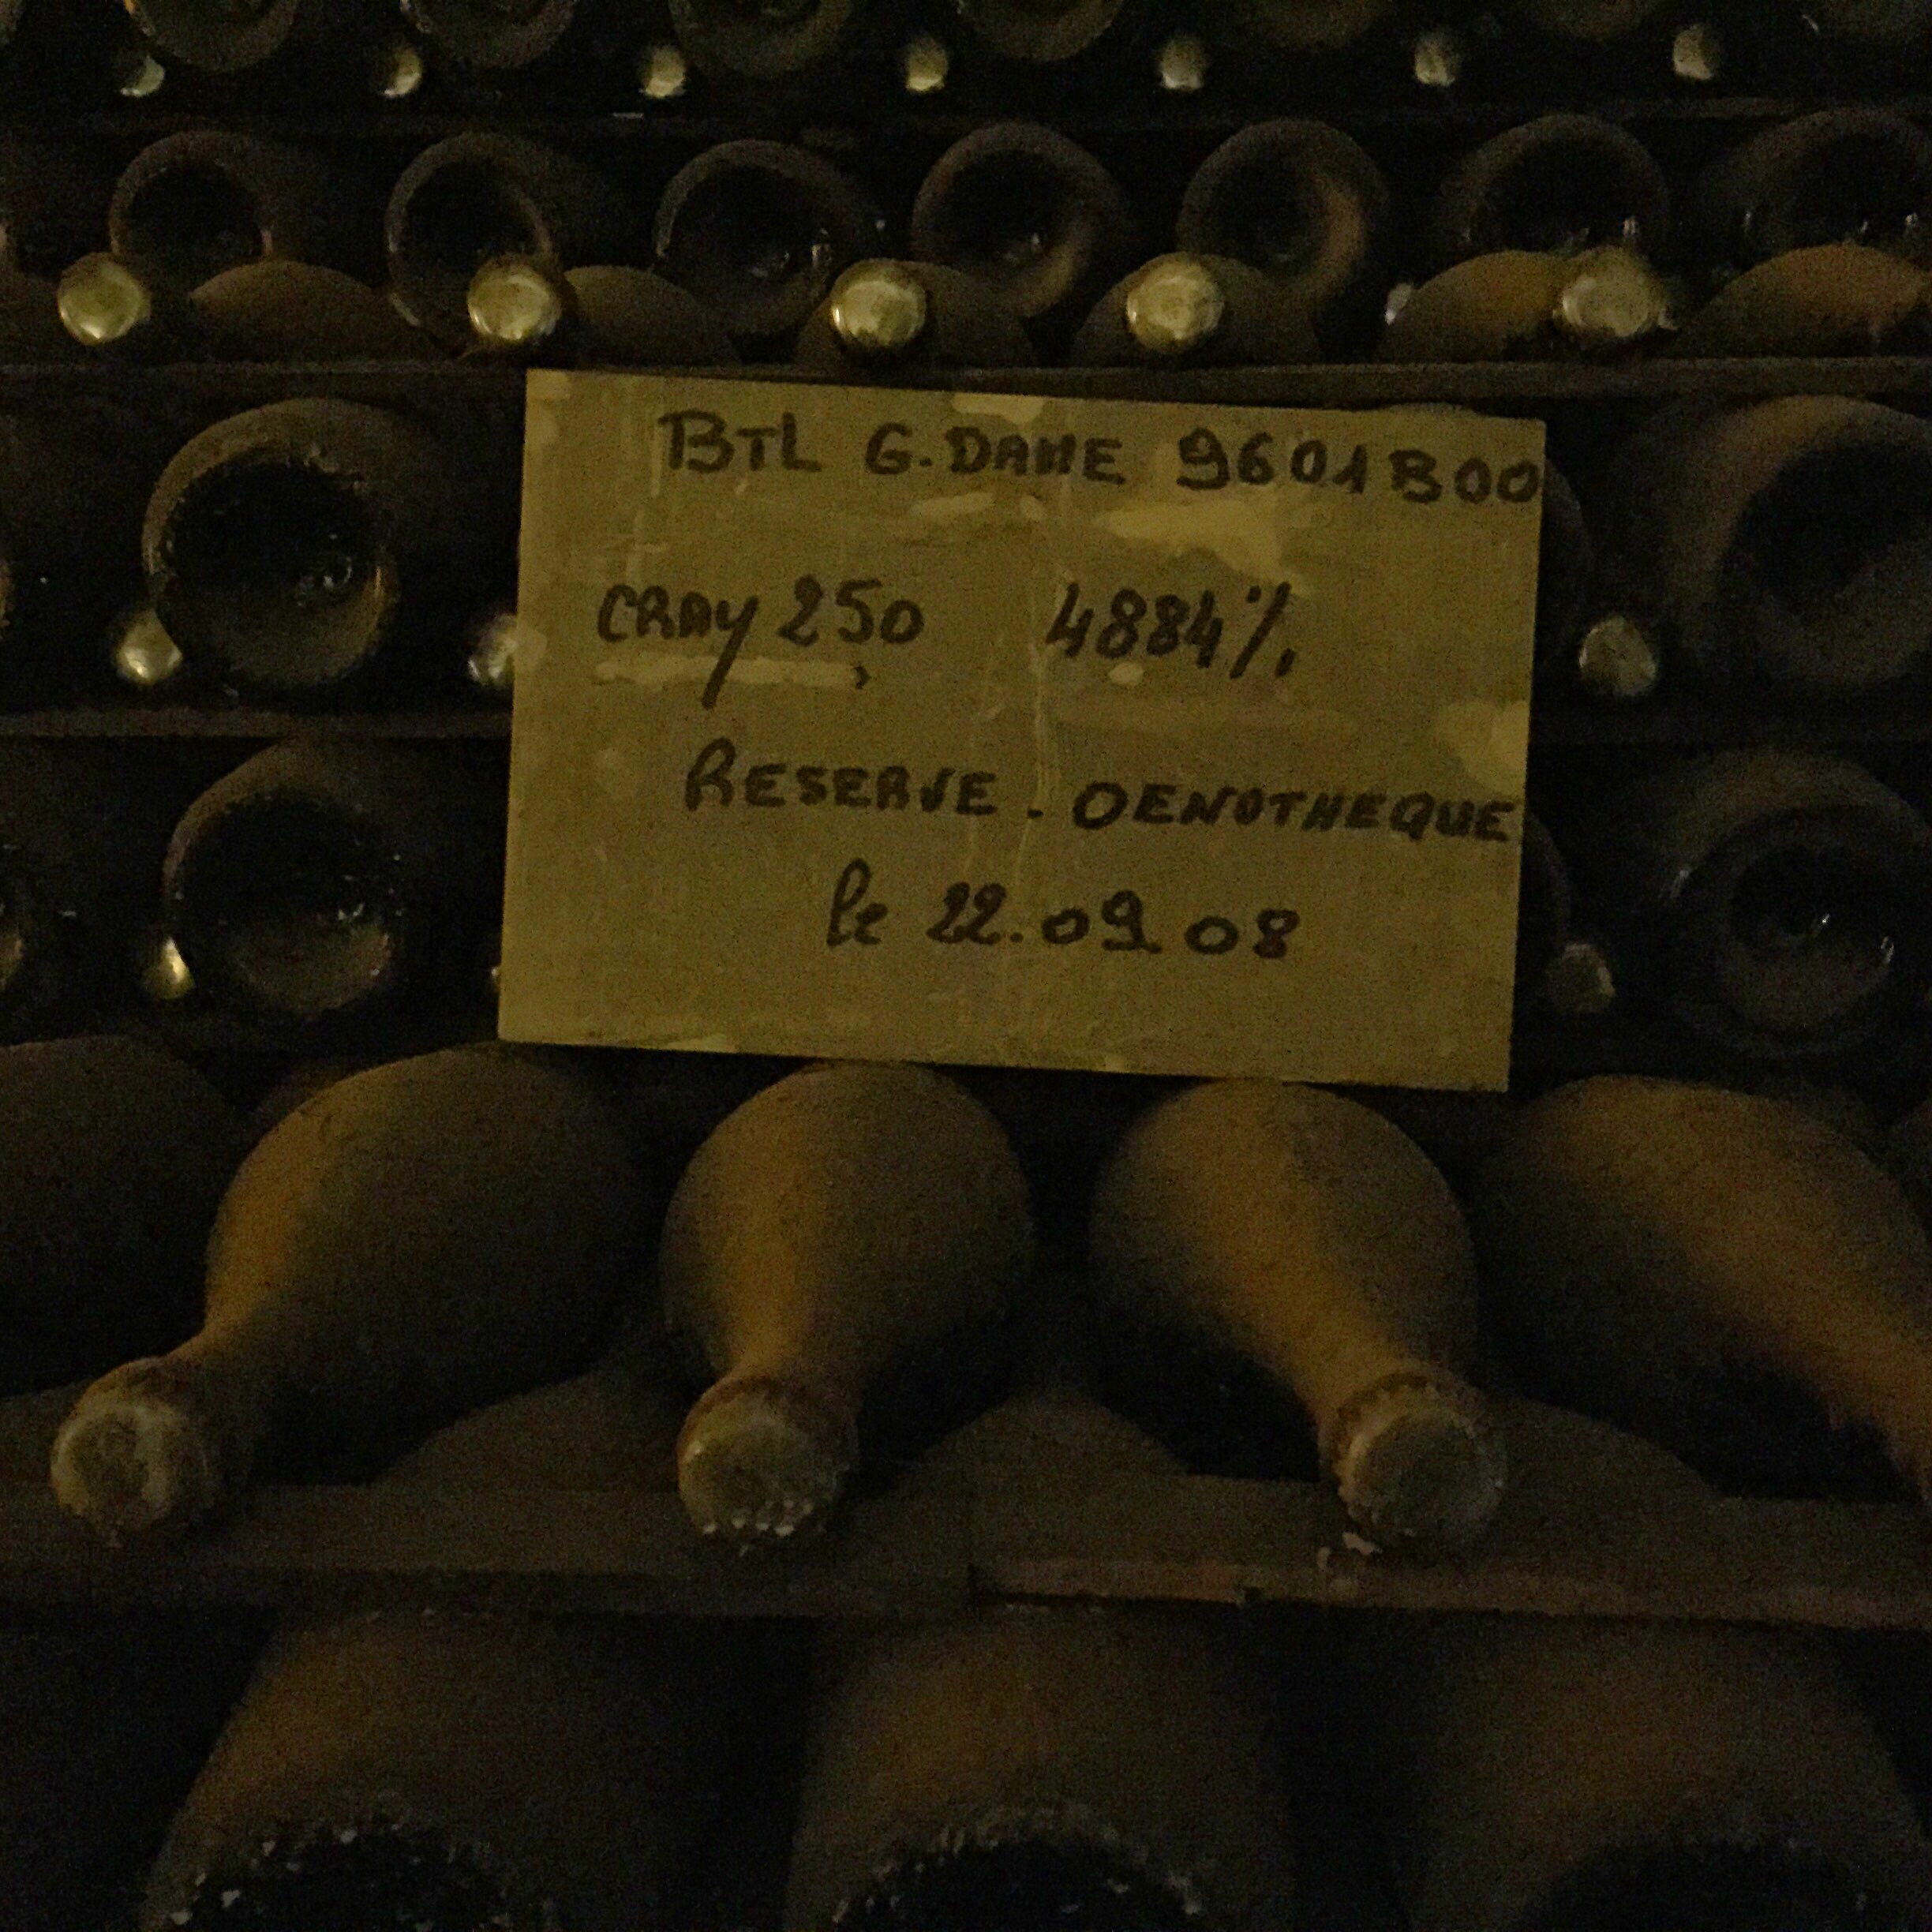 BTL G.DAME 9601B00
CRAY 250 4884 %.
RESERVE - OENOTHEQUE
le 22.09.08